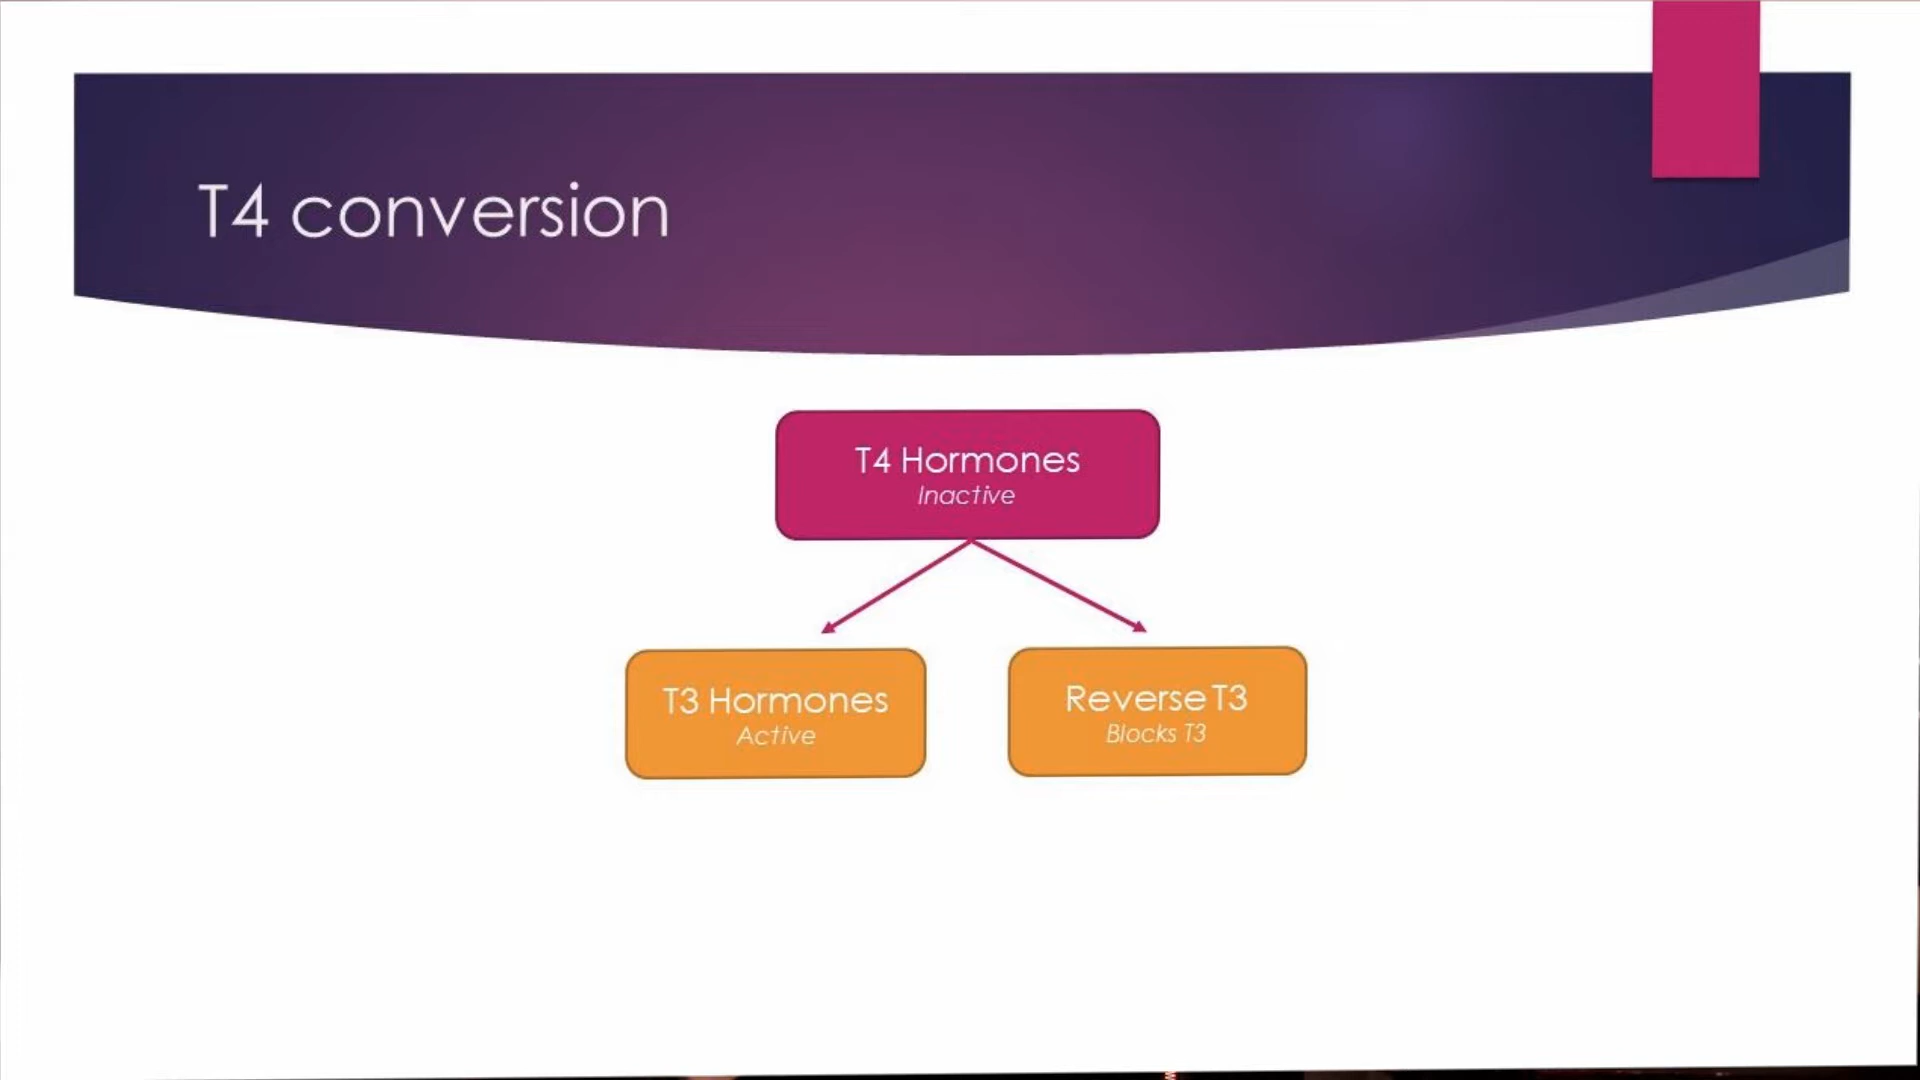 T4 conversion
T4 Hormones
Inactive
T3 Hormones
Active
Reverse T3
Blocks T3